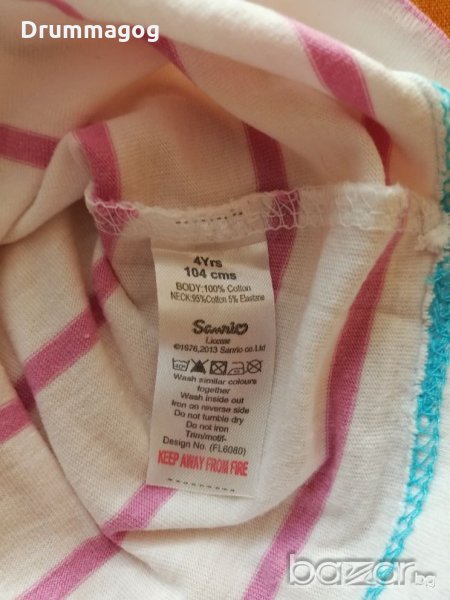 Drummagog
4Yrs
104 cms
BODY:100% Cotton
NECK:95%Cotton 5% Elastane
Sanrio
License
©1976,2013 Sanrio co.Ltd
Wash similar colours
together
Wash inside out
Iron on reverse side
Do not tumble dry
Do not iron
Trim/motif-
Design No. (FL6080)
KEEP AWAY FROM FIRE
bazar.bg